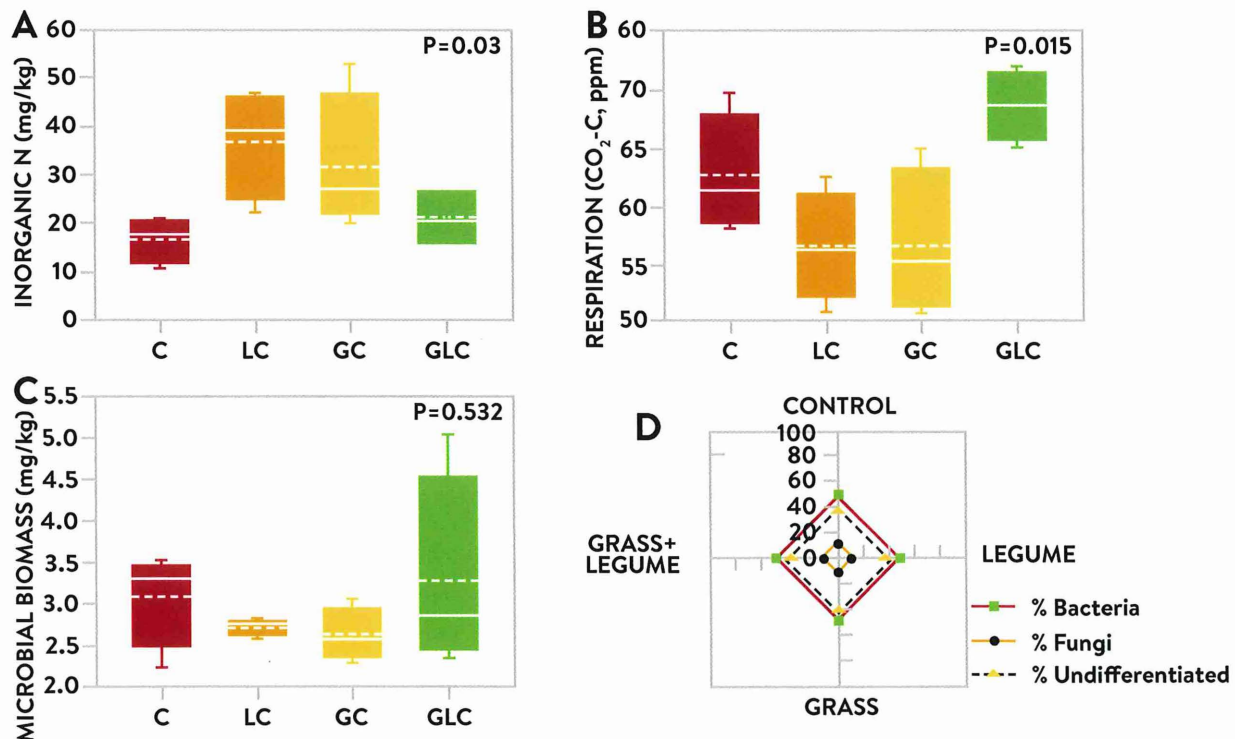 A
P=0.03
INORGANIC N (mg/kg)
60
50
40
30
20
10
0
C LC GC GLC
B
P=0.015
RESPIRATION (CO₂-C, ppm)
60
70
65
60
55
50
C LC GC GLC
C
P=0.532
MICROBIAL BIOMASS (mg/kg)
5.5
5.0
4.5
4.0
3.5
3.0
2.5
2.0
C LC GC GLC
D
CONTROL
100
80
60
40
20
0
GRASS+
LEGUME
LEGUME
GRASS
% Bacteria
% Fungi
% Undifferentiated